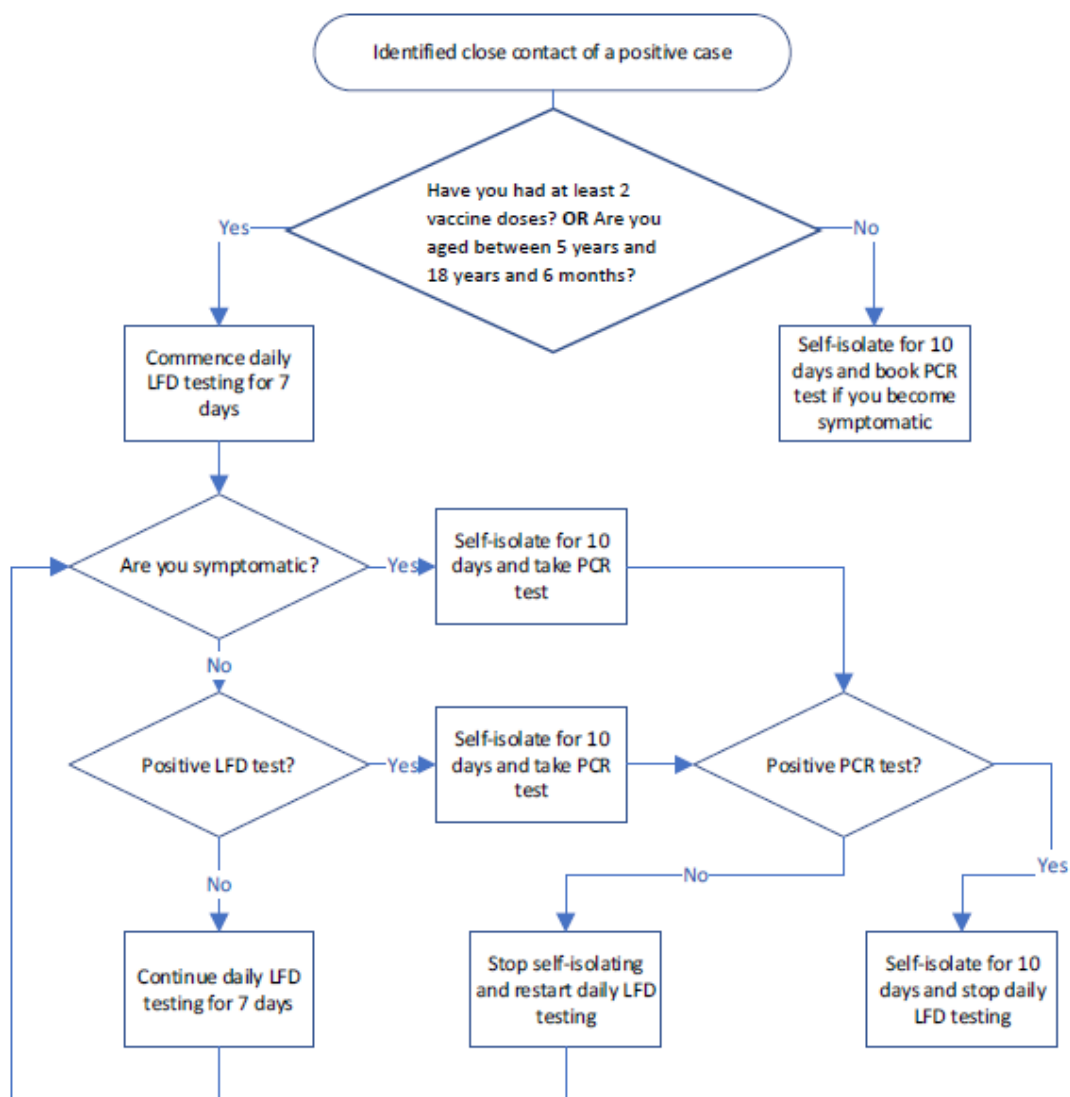 Identified close contact of a positive case
Have you had at least 2
vaccine doses? OR Are you
aged between 5 years and
18 years and 6 months?
Yes
No
Commence daily
LFD testing for 7
days
Self-isolate for 10
days and book PCR
test if you become
symptomatic
Are you symptomatic?
Yes
Self-isolate for 10
days and take PCR
test
No
Positive LFD test?
Yes
Self-isolate for 10
days and take PCR
test
Positive PCR test?
No
No
Yes
Continue daily LFD
testing for 7 days
Stop self-isolating
and restart daily LFD
testing
Self-isolate for 10
days and stop daily
LFD testing